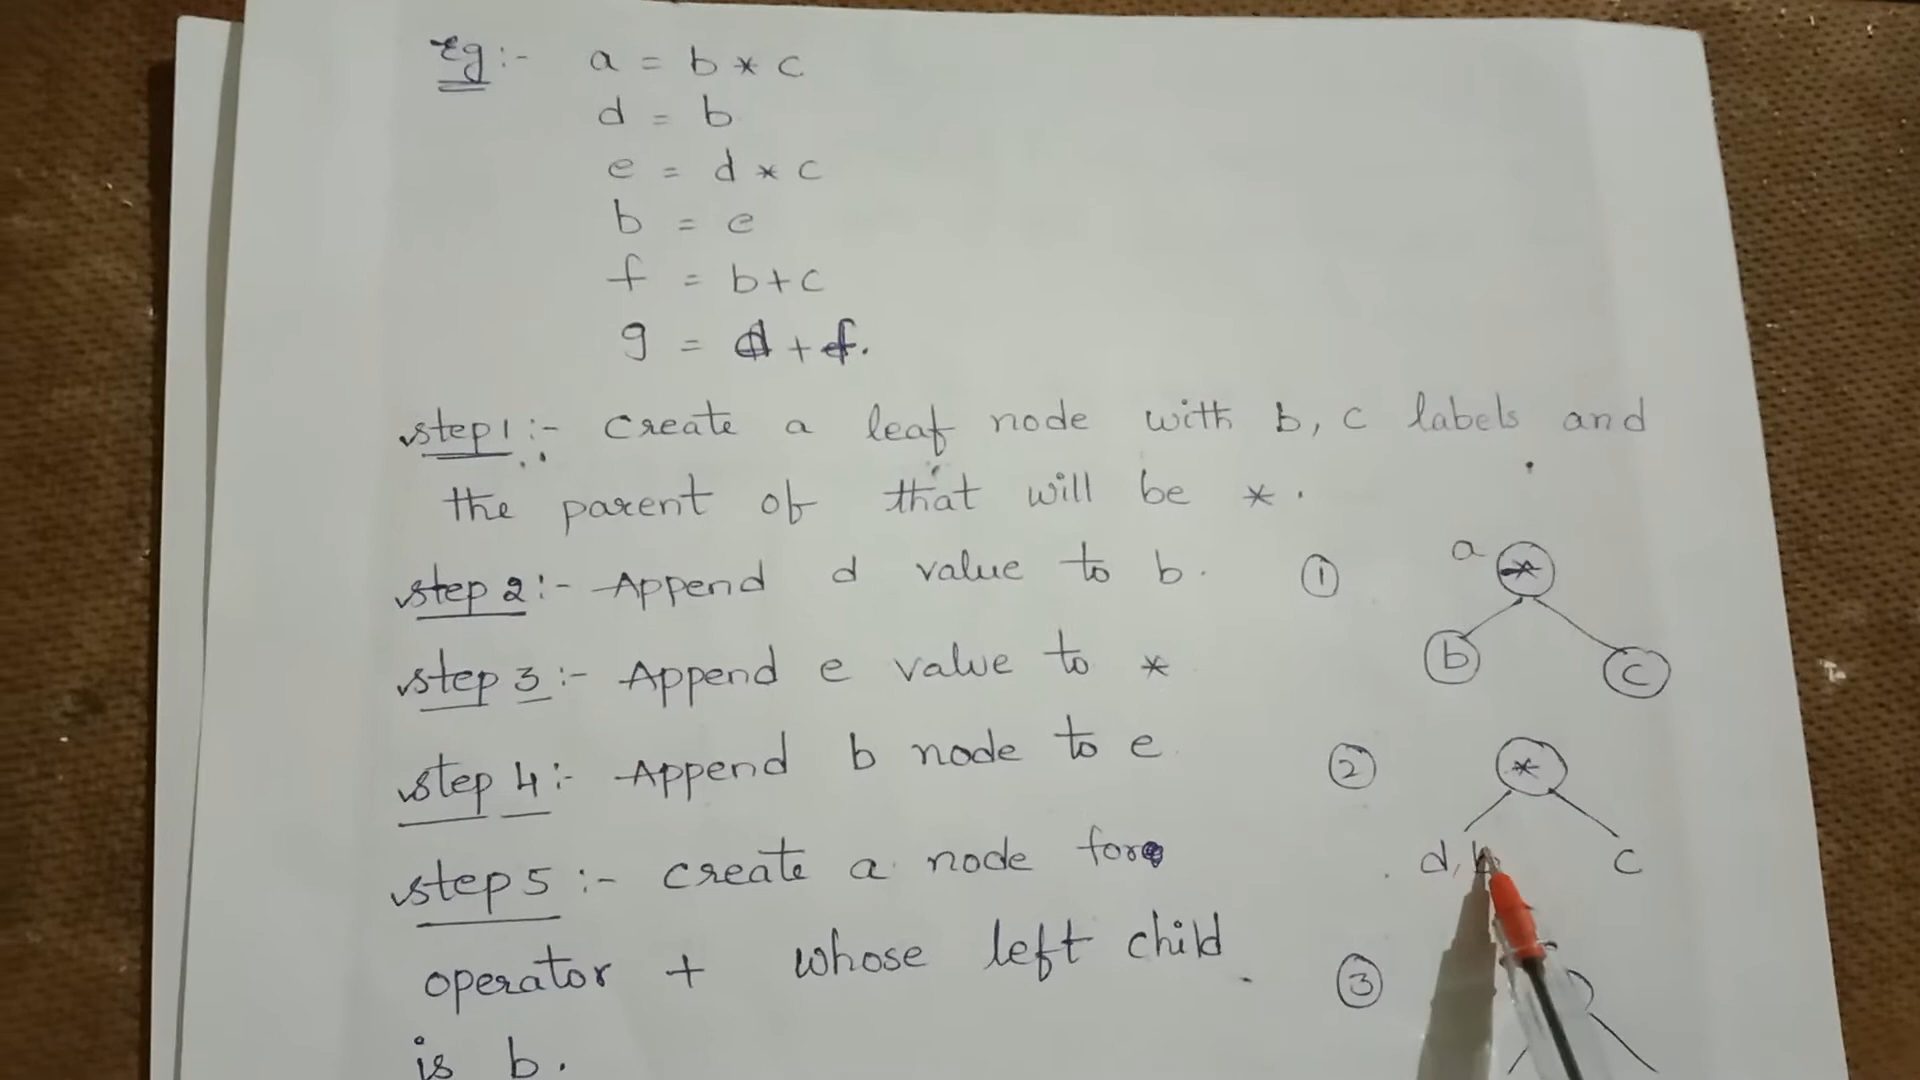 Eg:- a = b * c
d = b
e = d * c
b = e
f = b+c
g = d + f.
step1:- create a leaf node with b, c labels and
the parent of that will be *.
step 2:- Append d value to b.
step 3:- Append e value to *
step 4:- Append b node to e
step 5:- create a node for
operator + whose left child
is b.
① a *
b c
② *
d, b c
③